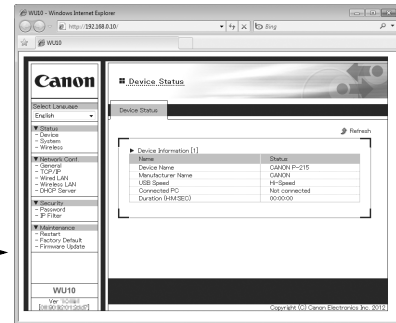 WU10 - Windows Internet Explorer
http://192.168.0.10/
Bing
WU10
Canon
Device Status
Select Language
English
Device Status
Refresh
▼ Status
- Device
- System
- Wireless
▼ Network Conf
- General
- TCP/IP
- Wired LAN
- Wireless LAN
- DHCP Server
▼ Security
- Password
- IP Filter
▼ Maintenance
- Restart
- Factory Default
- Firmware Update
► Device Information [1]
Name Status
Device Name CANON P-215
Manufacturer Name CANON
USB Speed Hi-Speed
Connected PC Not connected
Duration (H:M:SEC) 00:00:00
WU10
Ver
Copyright (C) Canon Electronics Inc. 2012